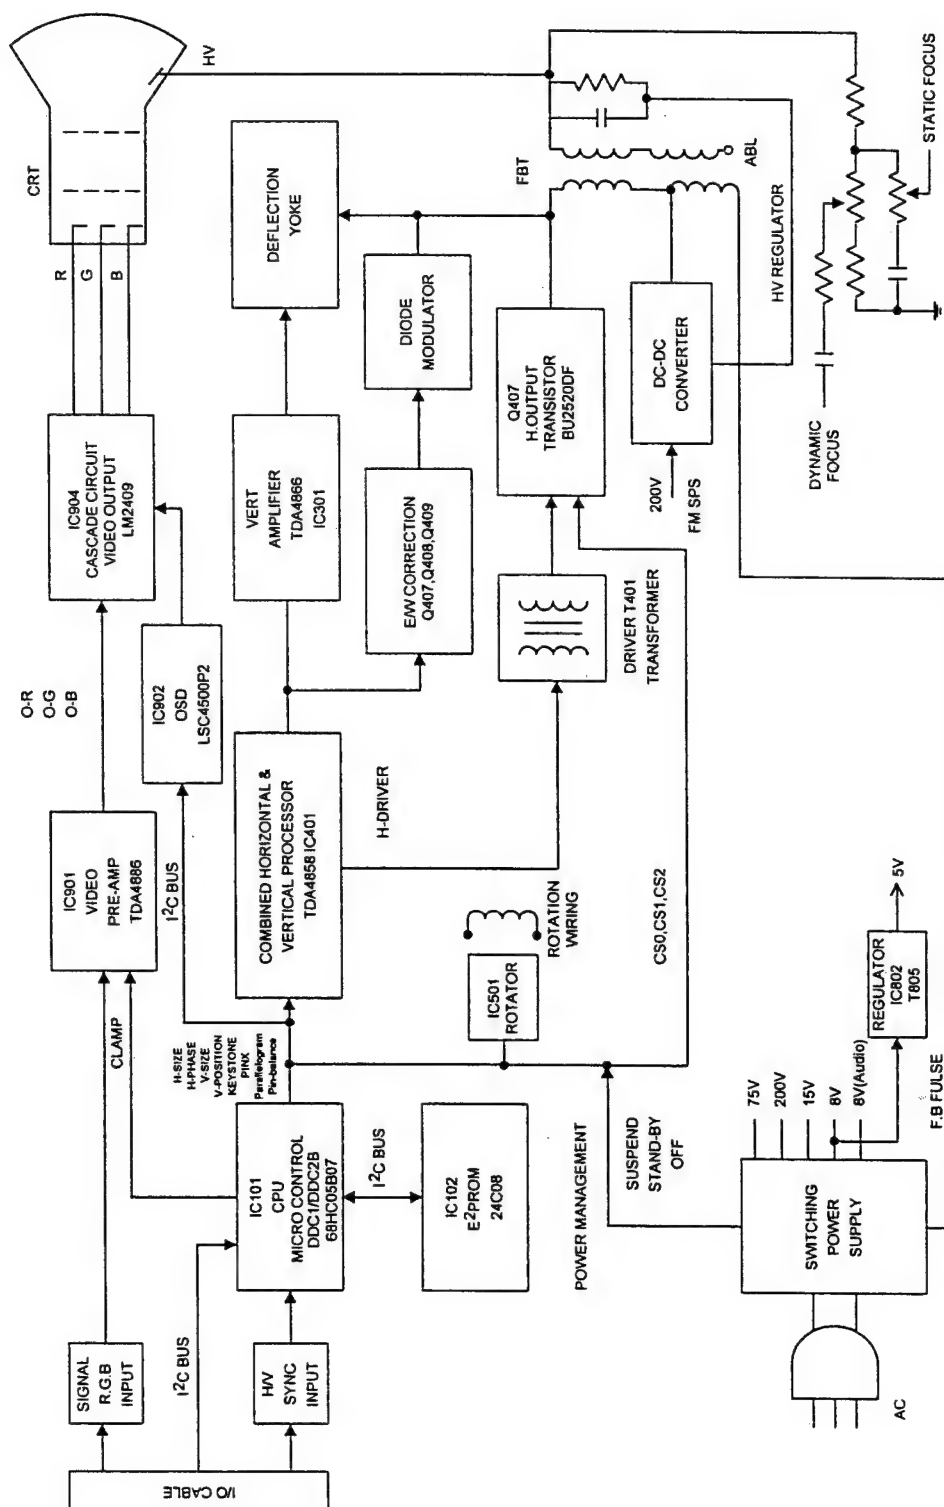 I/O CABLE
SIGNAL
R.G.B
INPUT
I²C BUS
H/V
SYNC
INPUT
CLAMP
IC901
VIDEO
PRE-AMP
TDA4886
O-R
O-G
O-B
IC904
CASCADE CIRCUIT
VIDEO OUTPUT
LM2409
R
G
B
CRT
HV
I²C BUS
IC902
OSD
LSC4500P2
IC101
CPU
MICRO CONTROL
DDC1/DDC2B
68HC05B07
H-SIZE
H-PHASE
V-SIZE
V-POSITION
KEYSTONE
PINX
Parallelogram
Pin-balance
COMBINED HORIZONTAL &
VERTICAL PROCESSOR
TDA4858 IC401
VERT
AMPLIFIER
TDA4866
IC301
DEFLECTION
YOKE
I²C BUS
IC102
E²PROM
24C08
H-DRIVER
E/W CORRECTION
Q407,Q408,Q409
DIODE
MODULATOR
IC501
ROTATOR
ROTATION
WIRING
DRIVER T401
TRANSFORMER
Q407
H.OUTPUT
TRANSISTOR
BU2520DF
FBT
ABL
POWER MANAGEMENT
SUSPEND
STAND-BY
OFF
CS0,CS1,CS2
200V
FM SPS
DC-DC
CONVERTER
HV REGULATOR
AC
SWITCHING
POWER
SUPPLY
75V
200V
15V
8V
8V(Audio)
REGULATOR
IC802
T805
5V
F.B PULSE
DYNAMIC
FOCUS
STATIC FOCUS